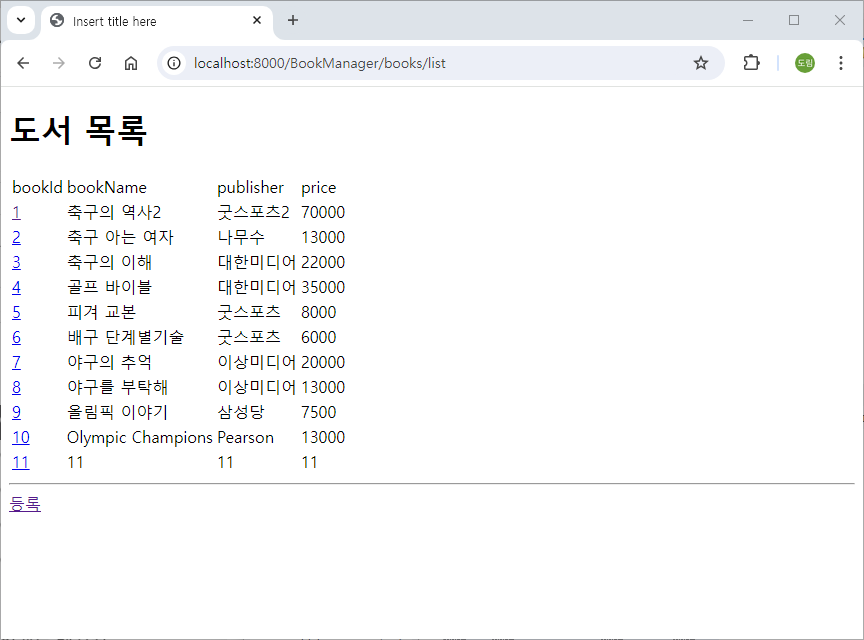 Insert title here
localhost:8000/BookManager/books/list
도림
도서 목록
bookId bookName publisher price
1 축구의 역사2 굿스포츠2 70000
2 축구 아는 여자 나무수 13000
3 축구의 이해 대한미디어 22000
4 골프 바이블 대한미디어 35000
5 피겨 교본 굿스포츠 8000
6 배구 단계별기술 굿스포츠 6000
7 야구의 추억 이상미디어 20000
8 야구를 부탁해 이상미디어 13000
9 올림픽 이야기 삼성당 7500
10 Olympic Champions Pearson 13000
11 11 11 11
등록